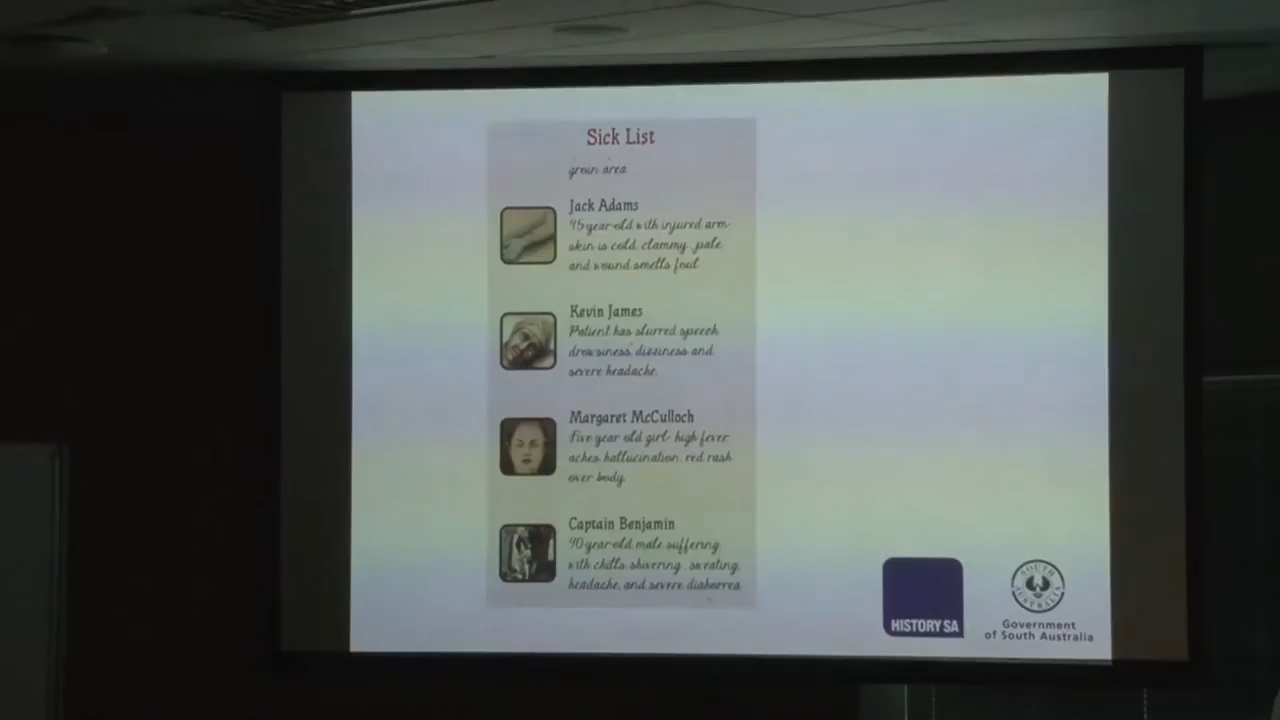 Sick List
groin area
Jack Adams
45-year-old with injured arm-
skin is cold, clammy, pale
and wound smells foul
Kevin James
Patient has slurred speech,
drowsiness, dizziness and
severe headache.
Margaret McCulloch
Five year old girl- high fever,
aches, hallucination, red rash
over body.
Captain Benjamin
40-year-old, male suffering
with chills, shivering, sweating,
headache, and severe diahorrea
HISTORY SA
SOUTH AUSTRALIA
Government
of South Australia